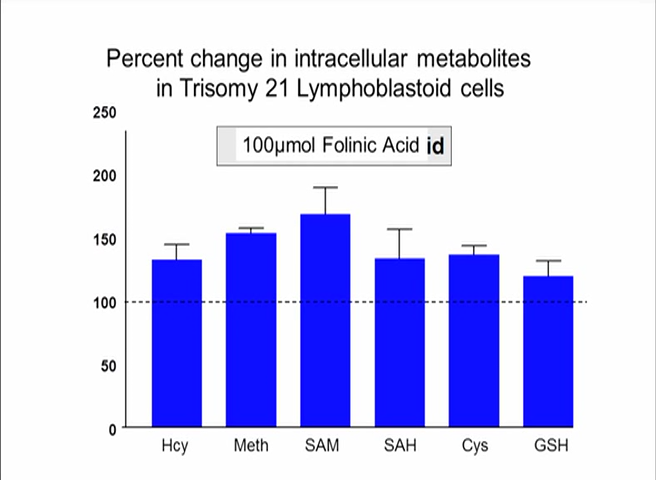 Percent change in intracellular metabolites
in Trisomy 21 Lymphoblastoid cells
250
100µmol Folinic Acid id
200
150
100
50
0
Hcy Meth SAM SAH Cys GSH